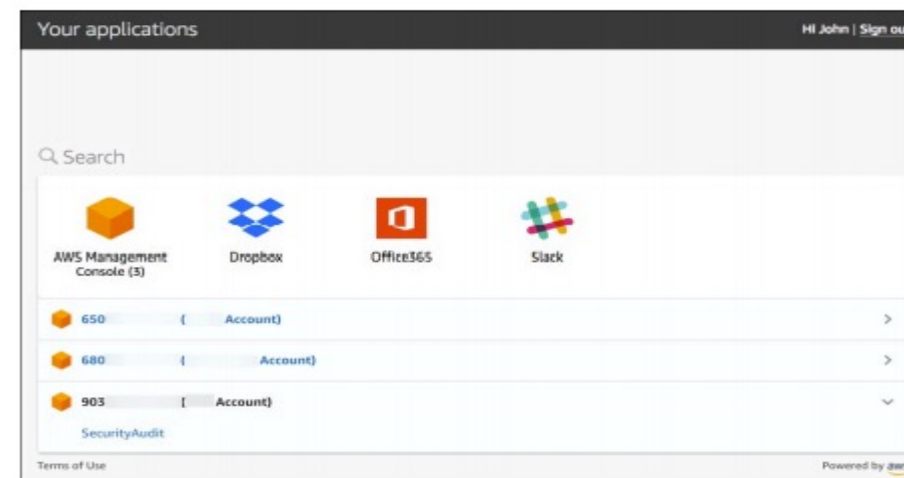 Your applications
Hi John | Sign ou
Search
AWS Management Console (3)
Dropbox
Office365
Slack
650 ( Account)
680 ( Account)
903 ( Account)
SecurityAudit
Terms of Use
Powered by aws